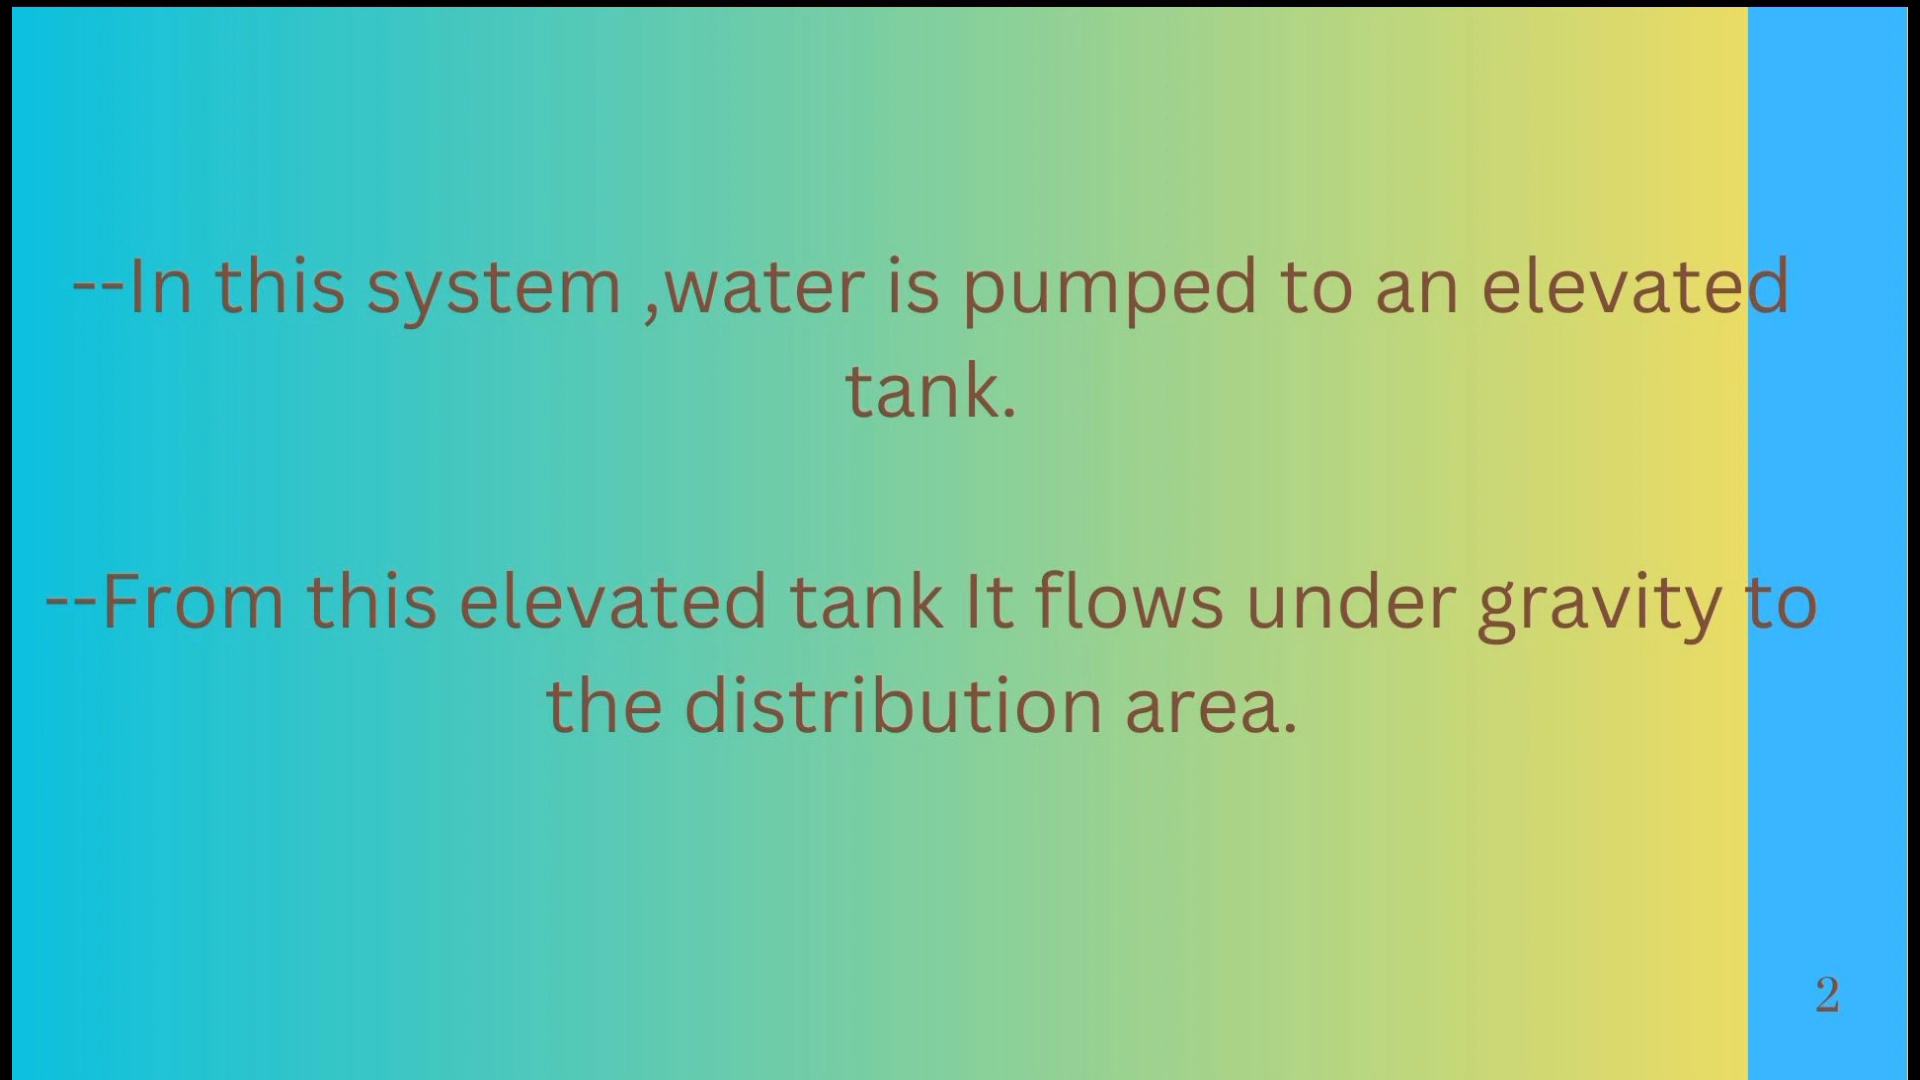 --In this system ,water is pumped to an elevated
tank.
--From this elevated tank It flows under gravity to
the distribution area.
2